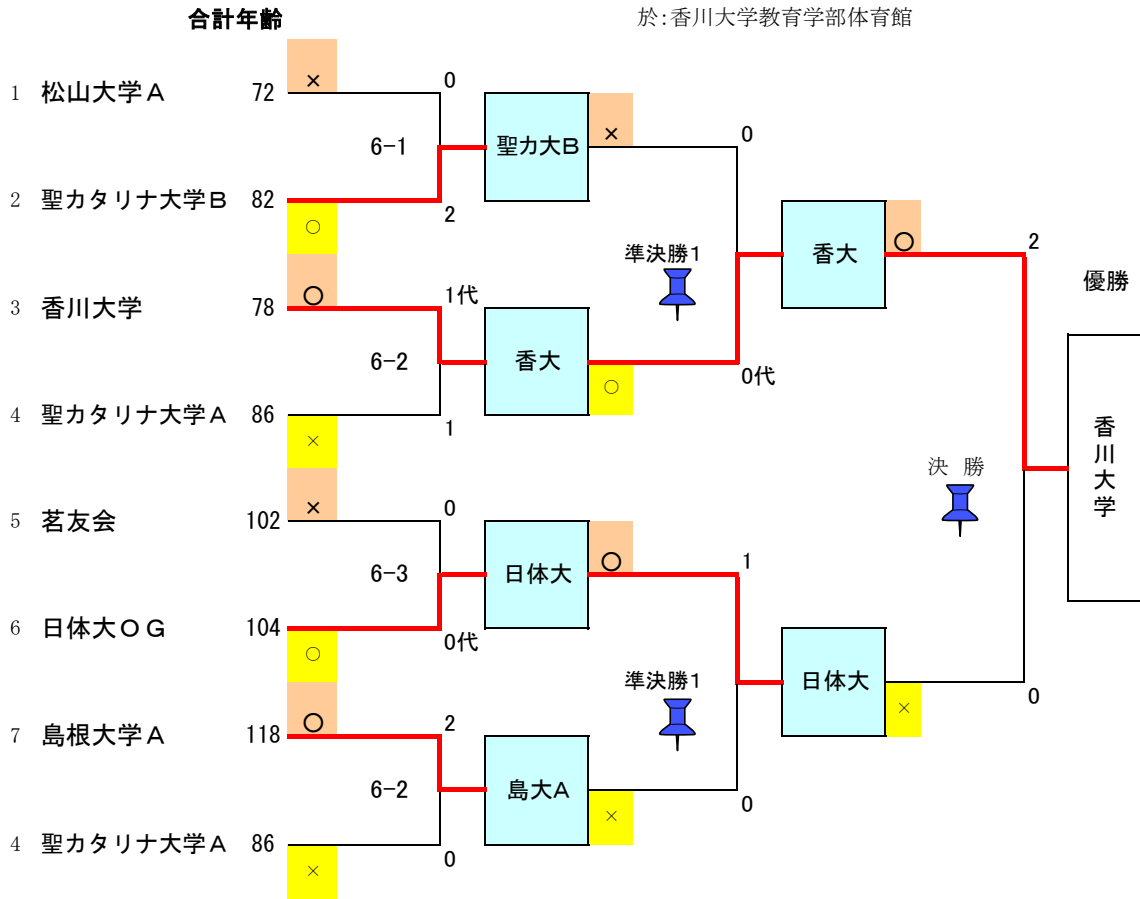 合計年齢
於:香川大学教育学部体育館
1 松山大学A 72 × 0
6-1 聖カ大B × 0
2 聖カタリナ大学B 82 ○ 2
準決勝1 香大 ○ 2
3 香川大学 78 ○ 1代
6-2 香大 ○ 0代
4 聖カタリナ大学A 86 × 1
優勝
香川大学
決 勝
5 茗友会 102 × 0
6-3 日体大 ○ 1
6 日体大OG 104 ○ 0代
準決勝1 日体大 × 0
7 島根大学A 118 ○ 2
6-2 島大A × 0
4 聖カタリナ大学A 86 × 0